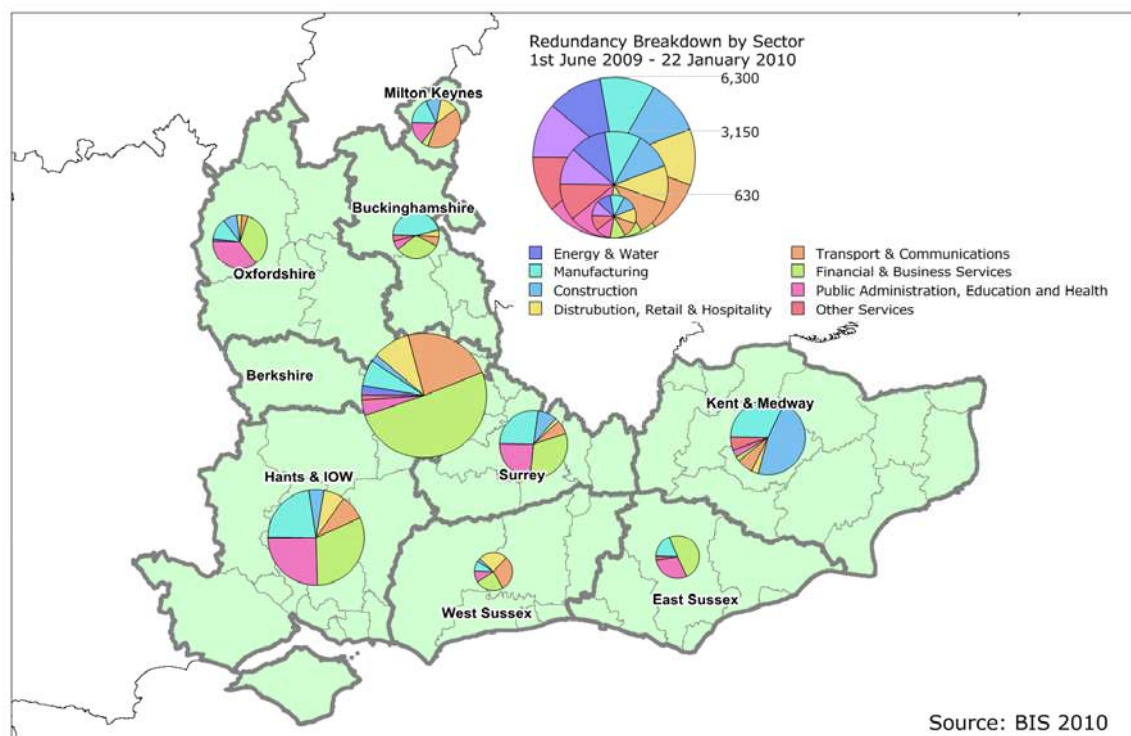 Redundancy Breakdown by Sector
1st June 2009 - 22 January 2010
6,300
3,150
630
Energy & Water
Manufacturing
Construction
Distrubution, Retail & Hospitality
Transport & Communications
Financial & Business Services
Public Administration, Education and Health
Other Services
Milton Keynes
Buckinghamshire
Oxfordshire
Berkshire
Kent & Medway
Hants & IOW
Surrey
West Sussex
East Sussex
Source: BIS 2010